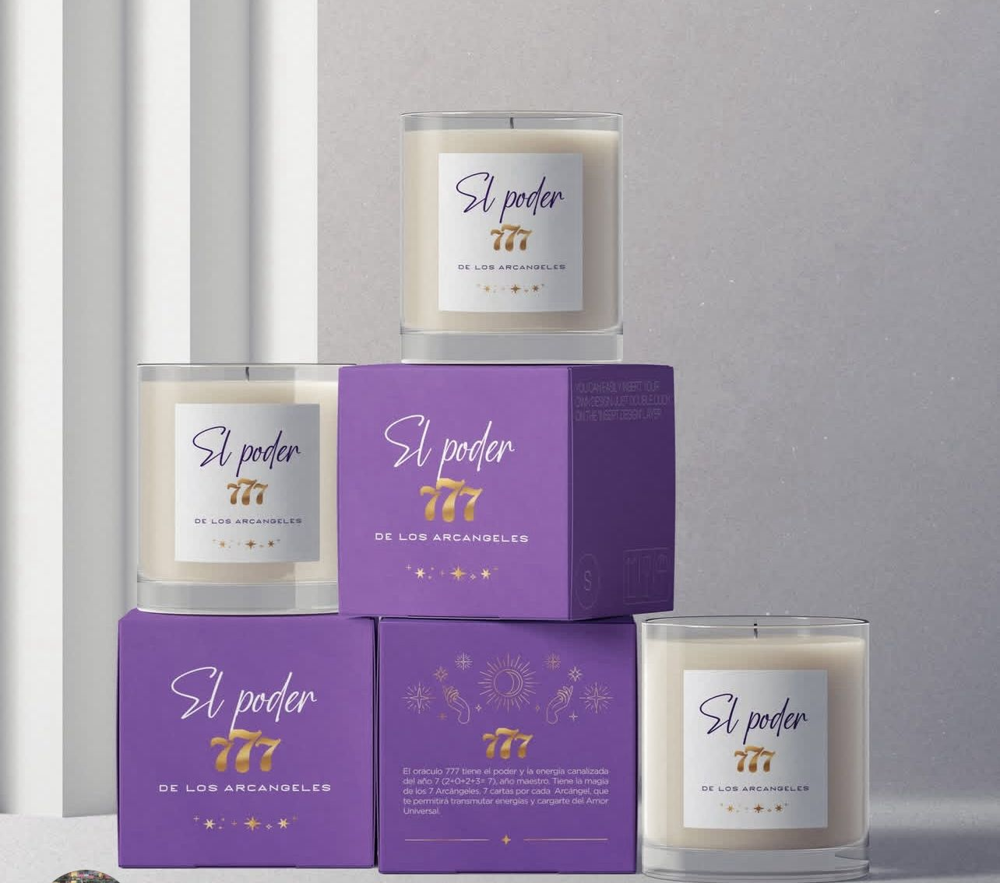 El poder
777
DE LOS ARCANGELES
El poder
777
DE LOS ARCANGELES
El poder
777
DE LOS ARCANGELES
YOU CAN EASILY INSERT YOUR
OWN DESIGN JUST DOUBLE CLICK
ON THE "INSERT DESIGN" LAYER
S
El poder
777
DE LOS ARCANGELES
777
El oráculo 777 tiene el poder y la energía canalizada
del año 7 (2+0+2+3= 7), año maestro. Tiene la magia
de los 7 Arcángeles, 7 cartas por cada Arcángel, que
te permitirá transmutar energías y cargarte del Amor
Universal.
El poder
777
DE LOS ARCANGELES